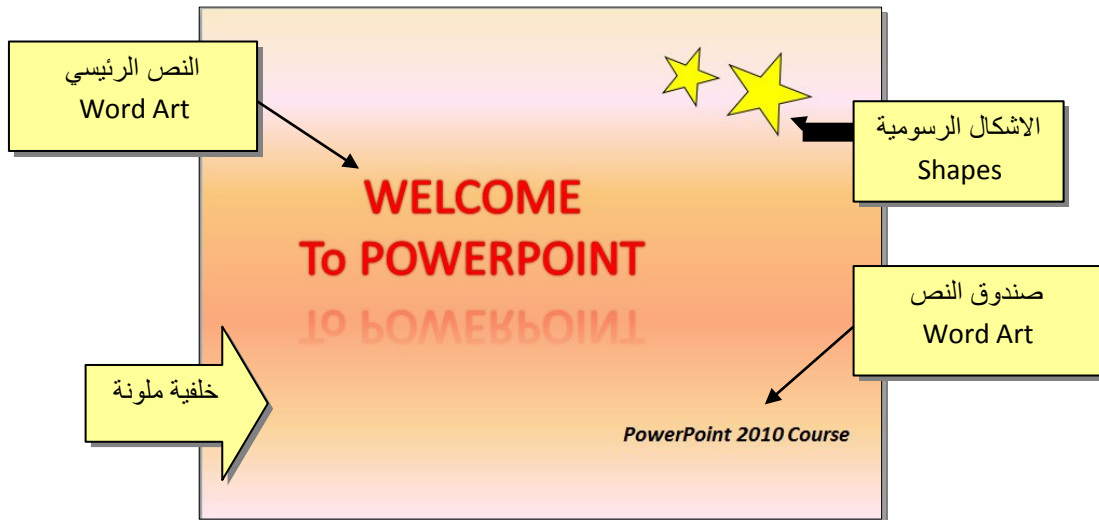 النص الرئيسي
Word Art
الاشكال الرسومية
Shapes
WELCOME
To POWERPOINT
To POWERPOINT
صندوق النص
Word Art
خلفية ملونة
PowerPoint 2010 Course